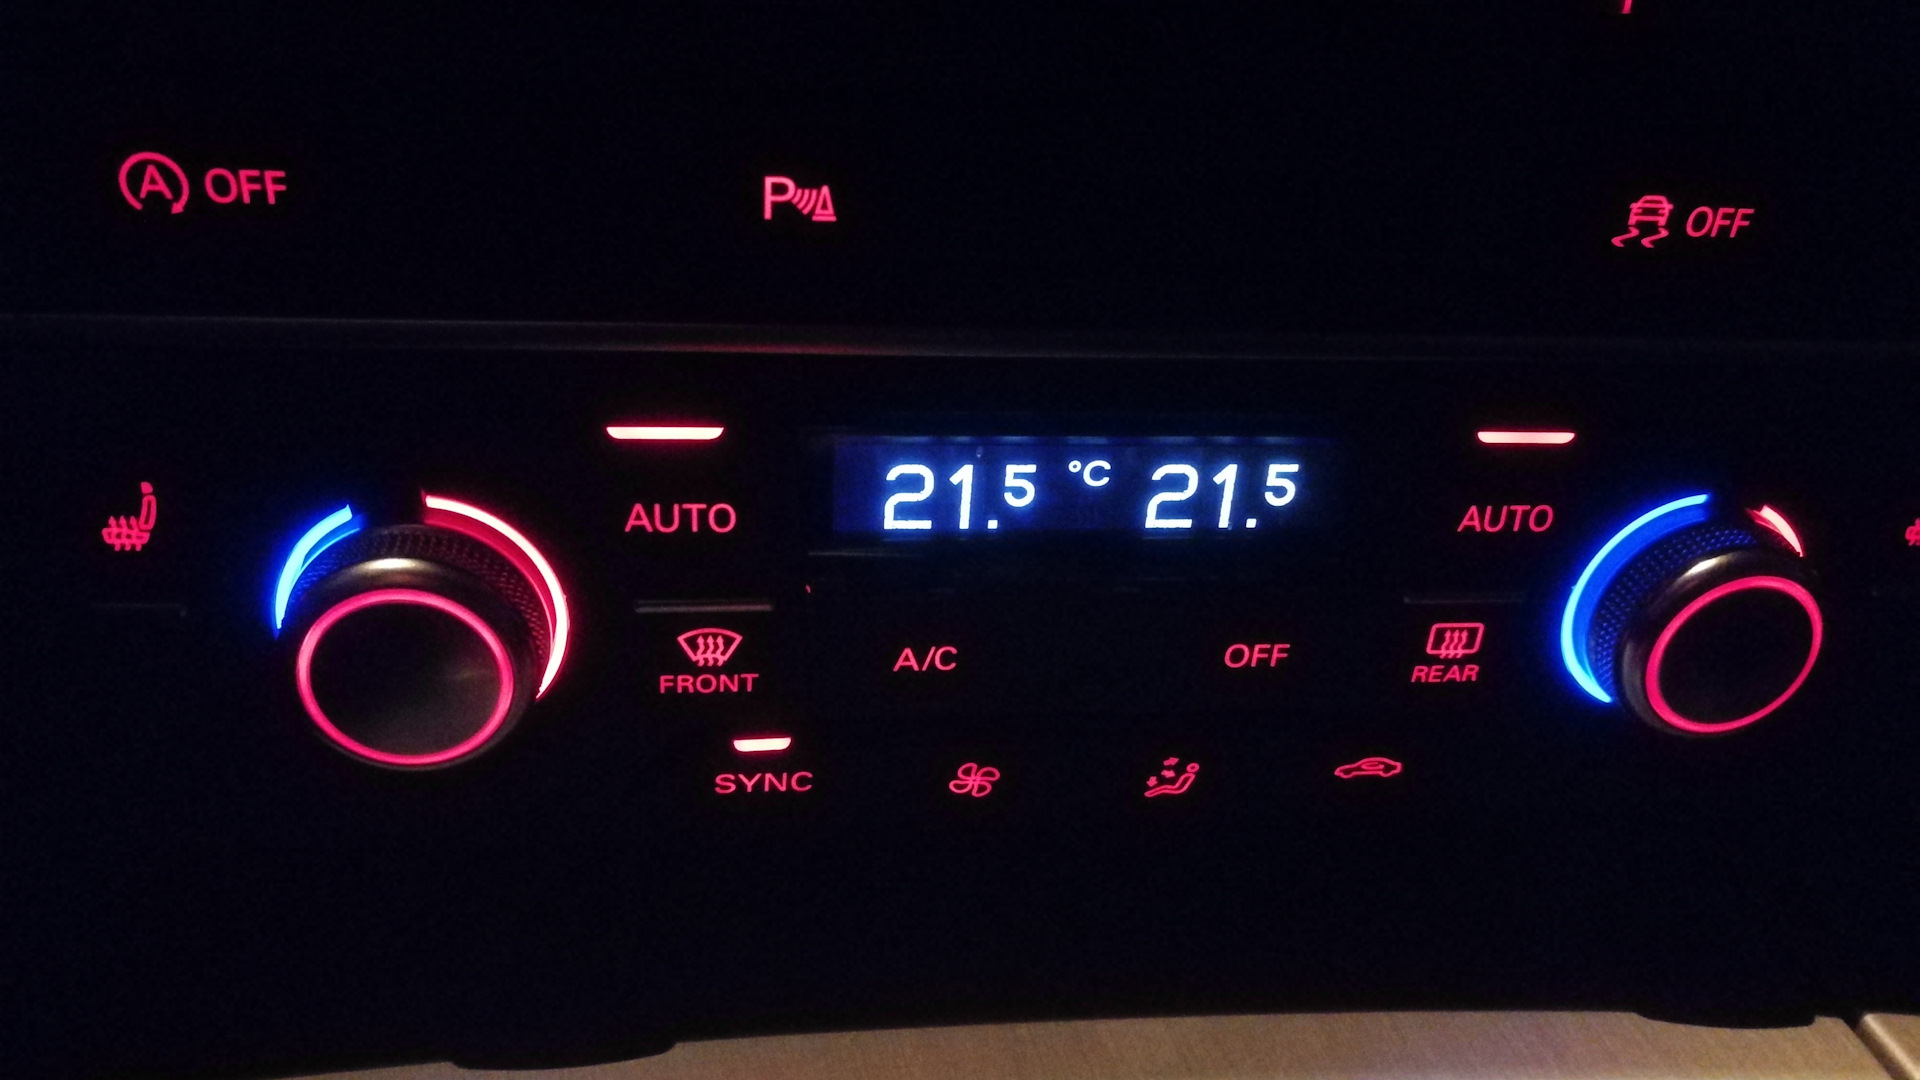 A OFF
P
OFF
AUTO
21.5 °C 21.5
AUTO
FRONT
A/C
OFF
REAR
SYNC